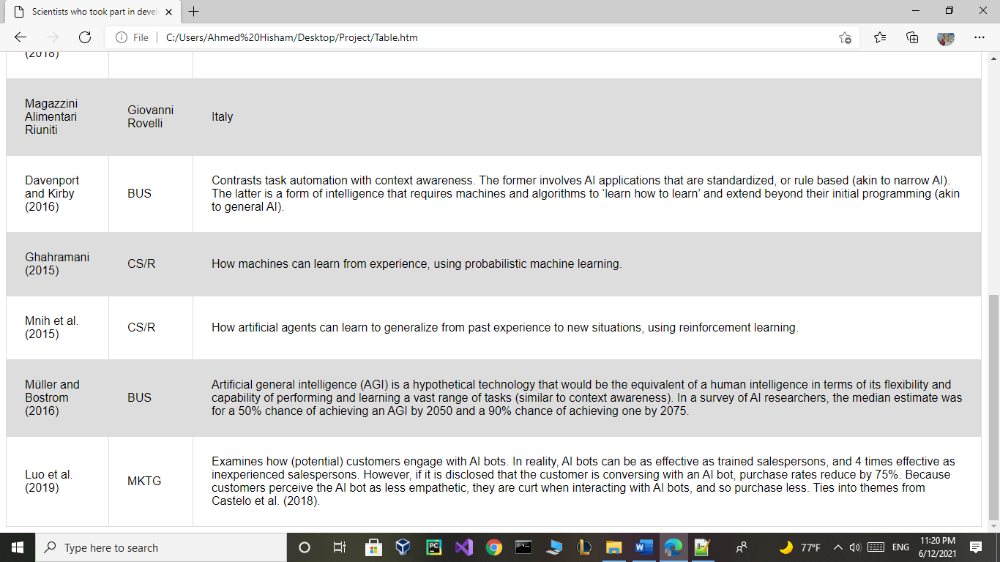 Scientists who took part in devel
File
C:/Users/Ahmed%20Hisham/Desktop/Project/Table.htm
(2018)
Magazzini
Alimentari
Riuniti
Giovanni
Rovelli
Italy
Davenport
and Kirby
(2016)
BUS
Contrasts task automation with context awareness. The former involves AI applications that are standardized, or rule based (akin to narrow AI).
The latter is a form of intelligence that requires machines and algorithms to ‘learn how to learn’ and extend beyond their initial programming (akin
to general AI).
Ghahramani
(2015)
CS/R
How machines can learn from experience, using probabilistic machine learning.
Mnih et al.
(2015)
CS/R
How artificial agents can learn to generalize from past experience to new situations, using reinforcement learning.
Müller and
Bostrom
(2016)
BUS
Artificial general intelligence (AGI) is a hypothetical technology that would be the equivalent of a human intelligence in terms of its flexibility and
capability of performing and learning a vast range of tasks (similar to context awareness). In a survey of AI researchers, the median estimate was
for a 50% chance of achieving an AGI by 2050 and a 90% chance of achieving one by 2075.
Luo et al.
(2019)
MKTG
Examines how (potential) customers engage with AI bots. In reality, AI bots can be as effective as trained salespersons, and 4 times effective as
inexperienced salespersons. However, if it is disclosed that the customer is conversing with an AI bot, purchase rates reduce by 75%. Because
customers perceive the AI bot as less empathetic, they are curt when interacting with AI bots, and so purchase less. Ties into themes from
Castelo et al. (2018).
Type here to search
PC
77°F
ENG
11:20 PM
6/12/2021